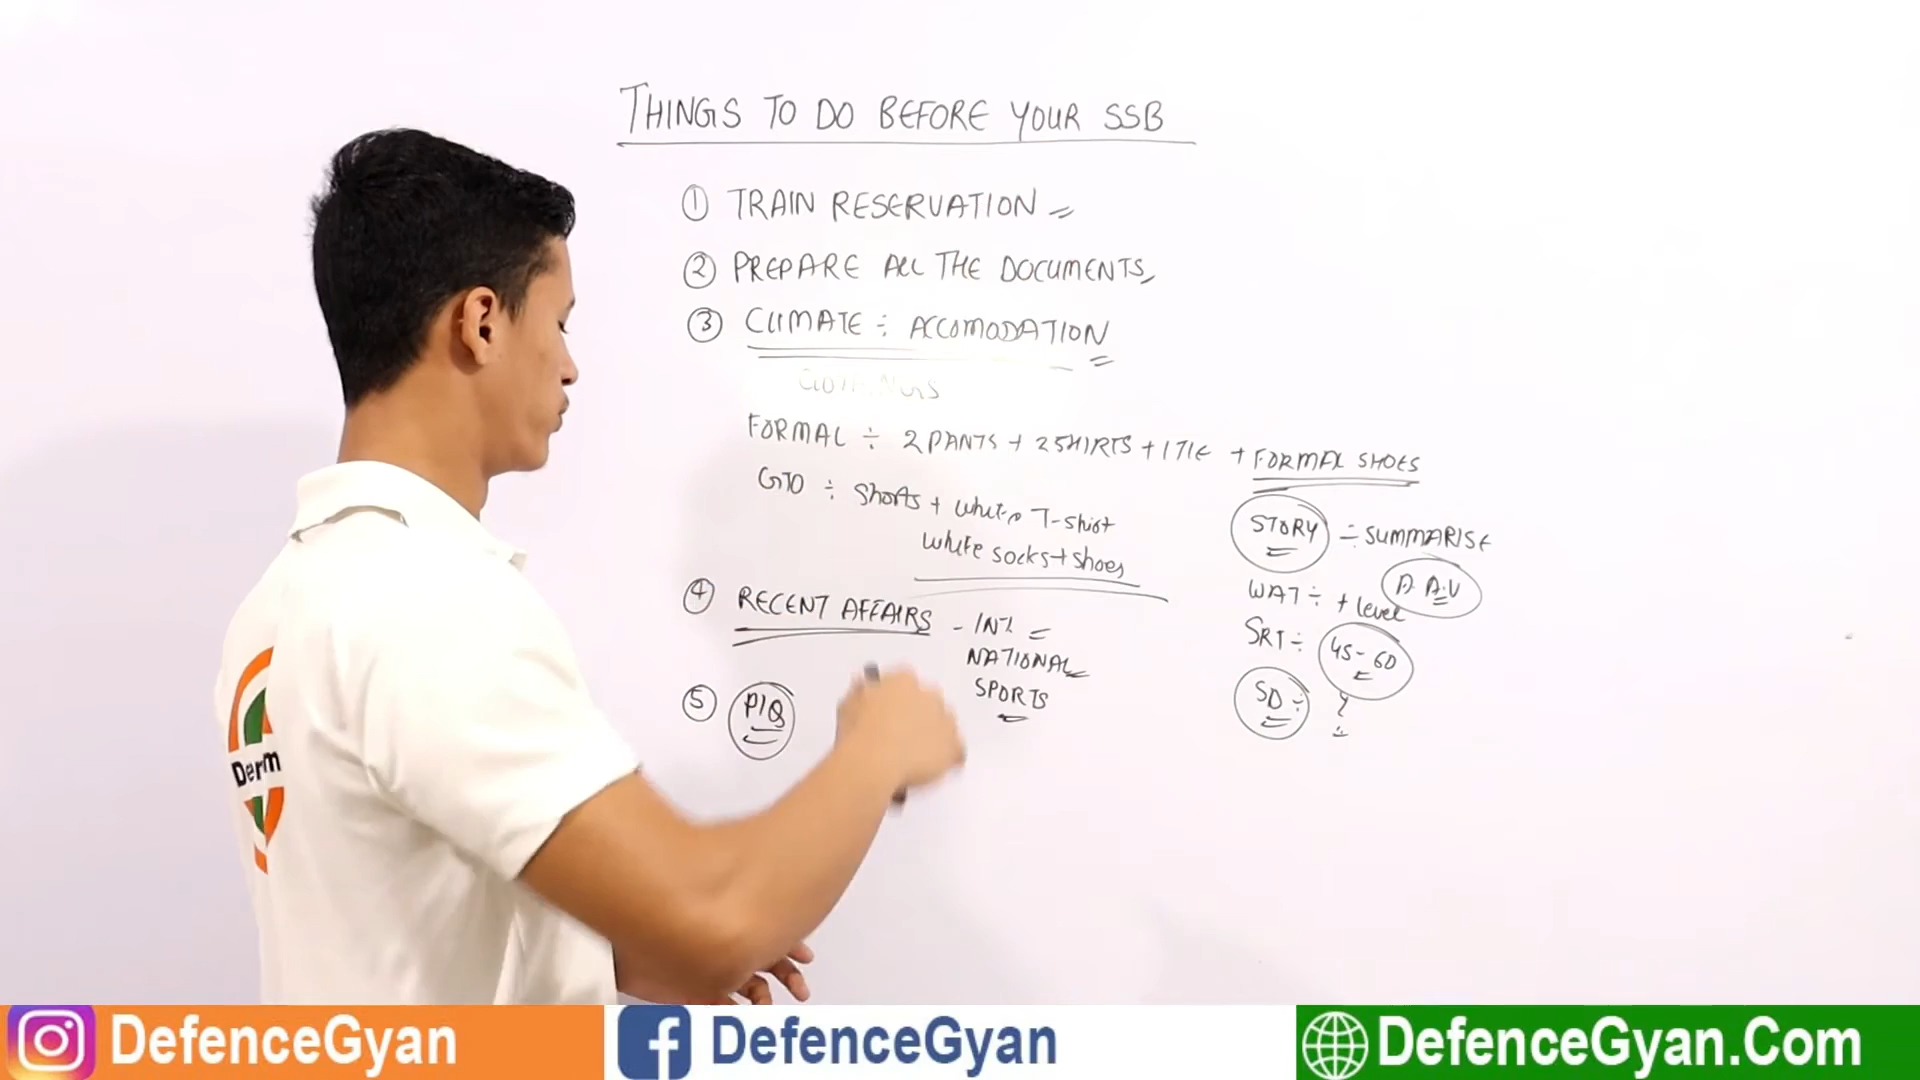 THINGS TO DO BEFORE YOUR SSB
① TRAIN RESERVATION
② PREPARE ALL THE DOCUMENTS
③ CLIMATE ÷ ACCOMODATION
FORMAL ÷ 2 PANTS + 2 SHIRTS + 1 TIE + FORMAL SHOES
GTO ÷ Shorts + White T-shirt
White socks + shoes
④ RECENT AFFAIRS - INT
NATIONAL
SPORTS
⑤ PIQ
STORY ÷ SUMMARISE
WAT ÷ + level
SRT ÷ 45-60
SD ÷
Derm
DefenceGyan
DefenceGyan
DefenceGyan.Com